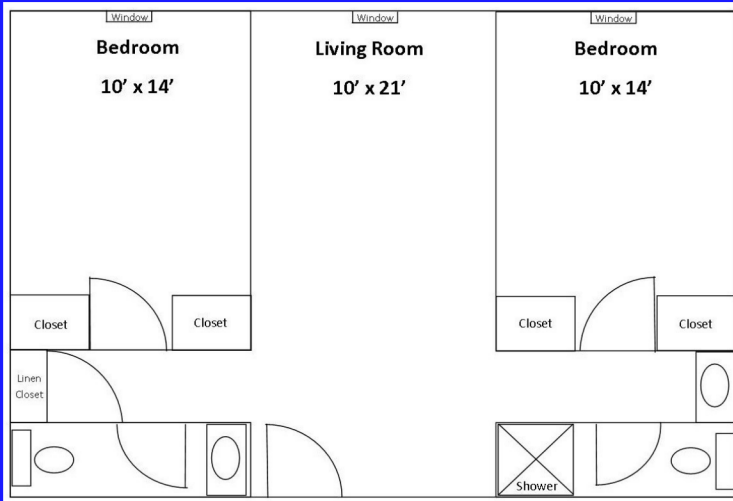 Window
Window
Window
Bedroom
Living Room
Bedroom
10’ x 14’
10’ x 21’
10’ x 14’
Closet
Closet
Closet
Closet
Linen
Closet
Shower